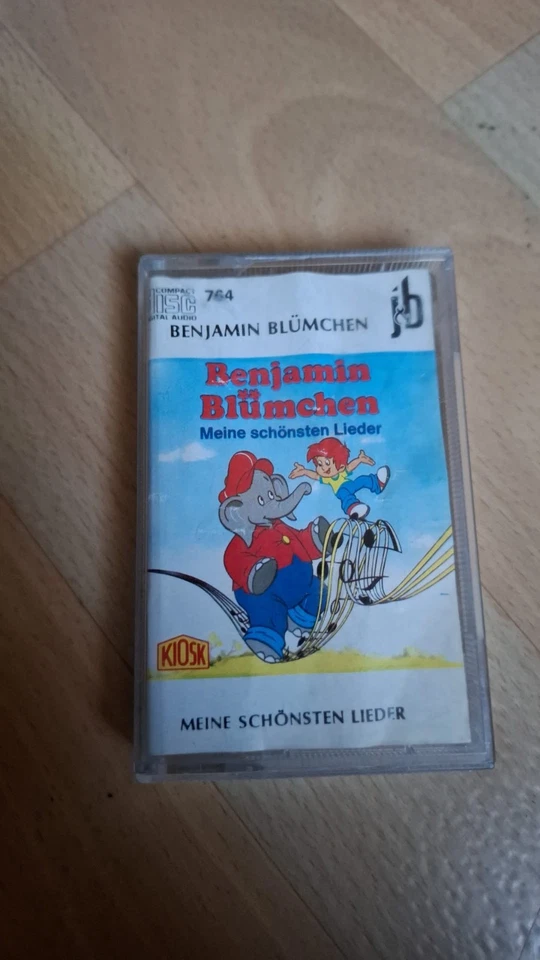 COMPACT
DISC
DIGITAL AUDIO
764
BENJAMIN BLÜMCHEN
jb
Benjamin
Blümchen
Meine schönsten Lieder
KIOSK
MEINE SCHÖNSTEN LIEDER